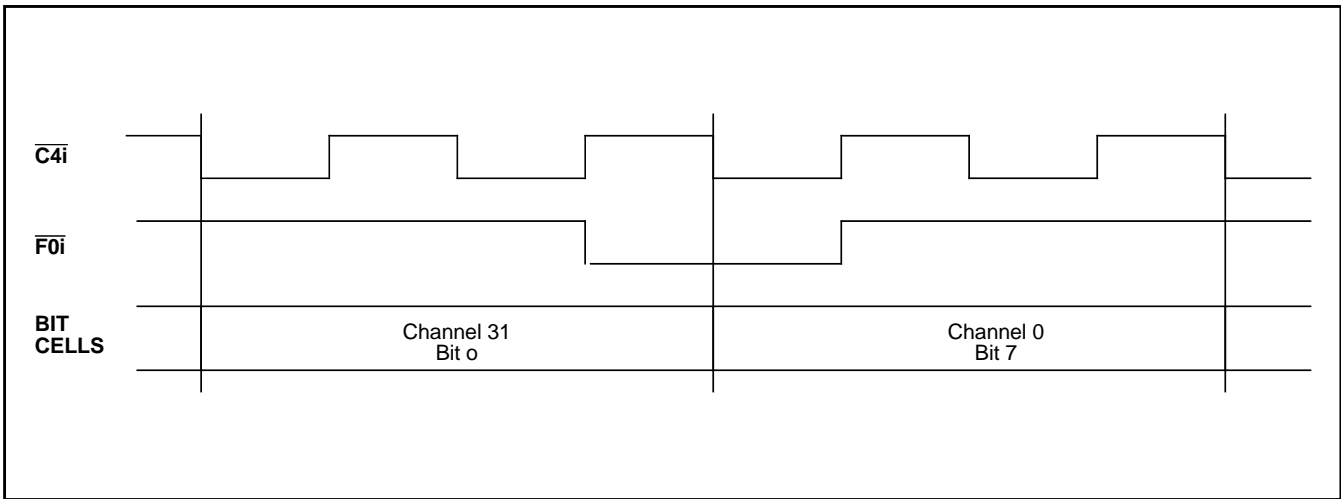 C4i
F0i
BIT
CELLS
Channel 31
Bit o
Channel 0
Bit 7